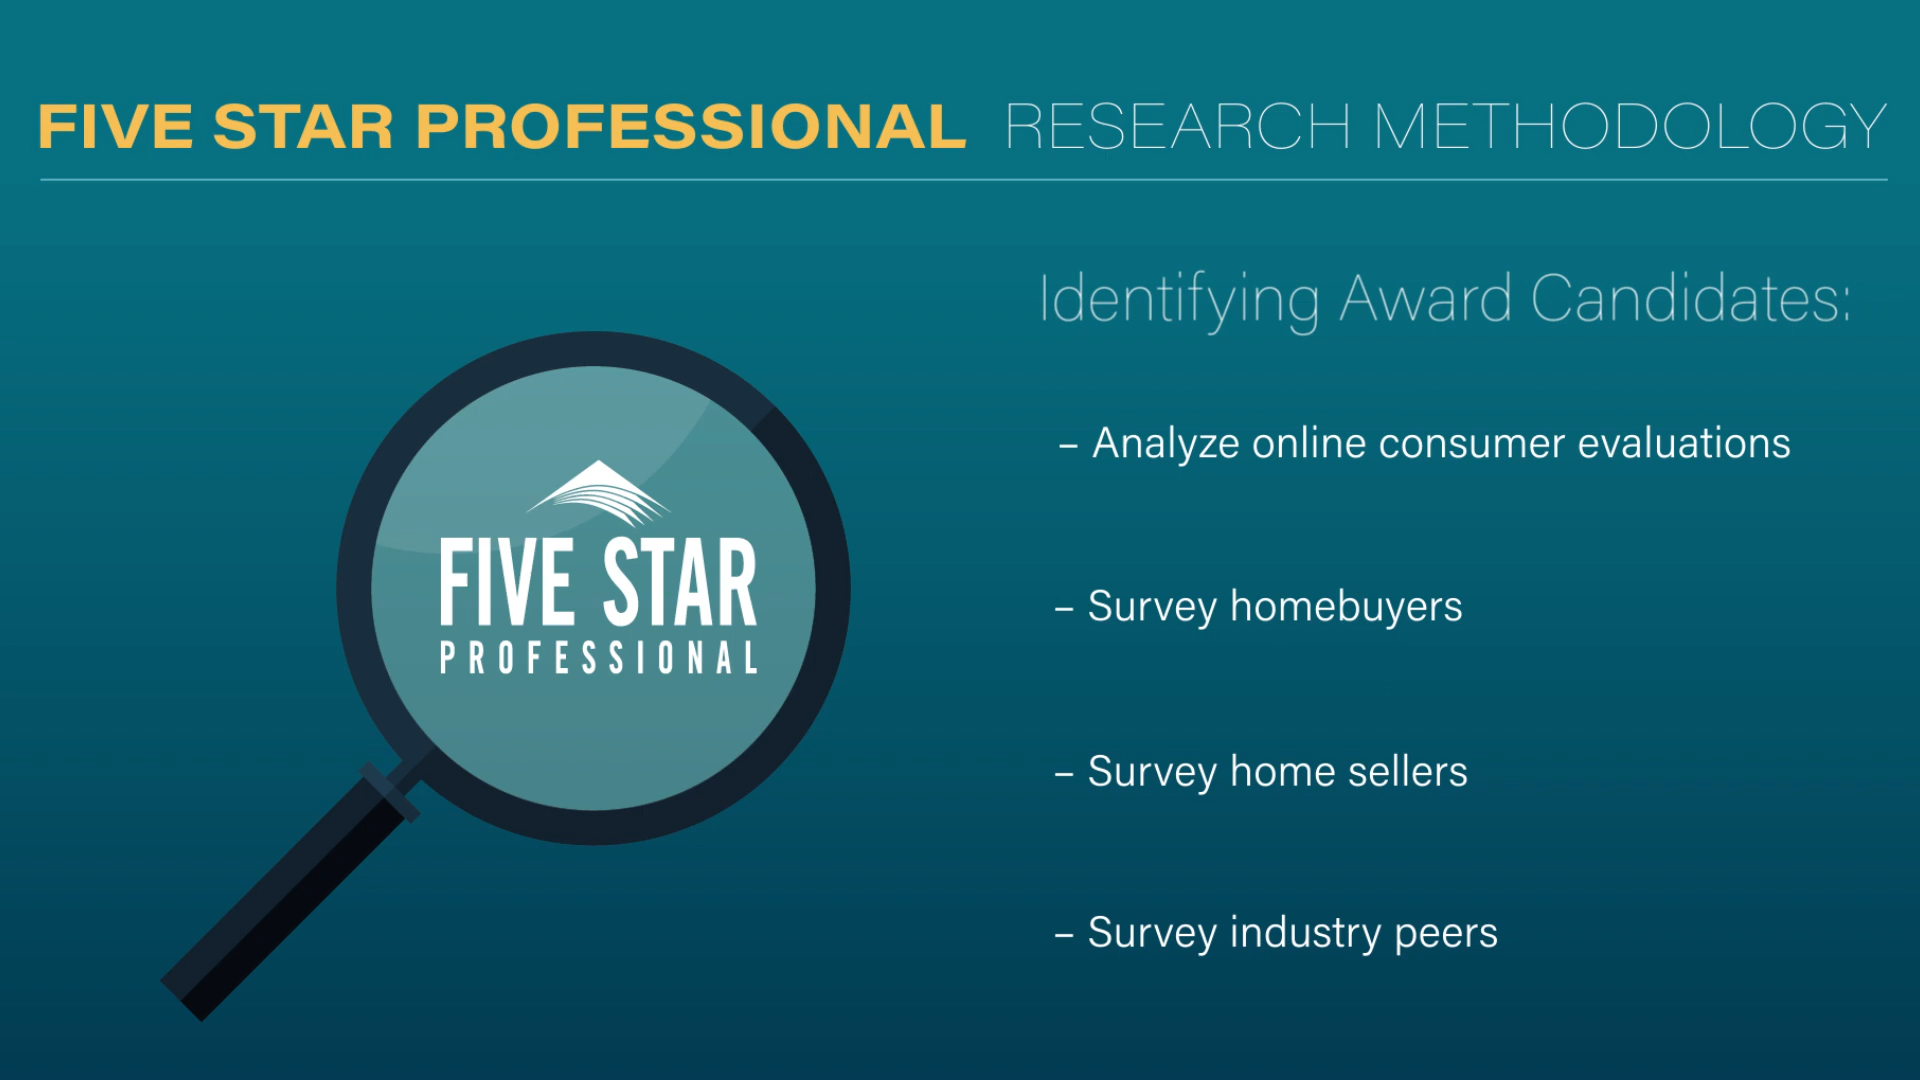 FIVE STAR PROFESSIONAL RESEARCH METHODOLOGY
FIVE STAR
PROFESSIONAL
Identifying Award Candidates:
– Analyze online consumer evaluations
– Survey homebuyers
– Survey home sellers
– Survey industry peers